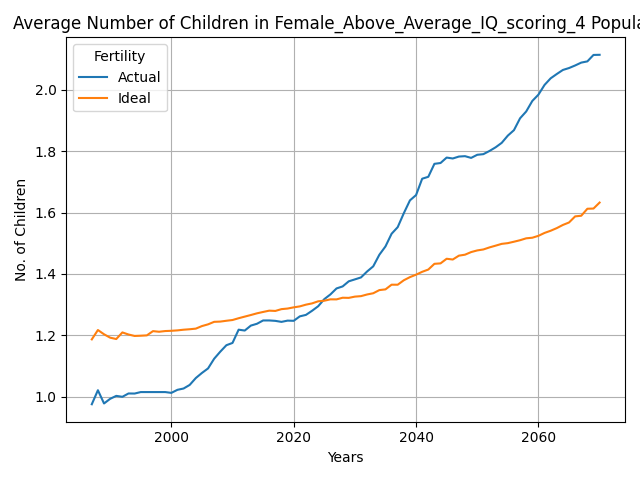 Average Number of Children in Female_Above_Average_IQ_scoring_4 Popula
Fertility
Actual
Ideal
2.0
1.8
1.6
1.4
1.2
1.0
No. of Children
2000 2020 2040 2060
Years